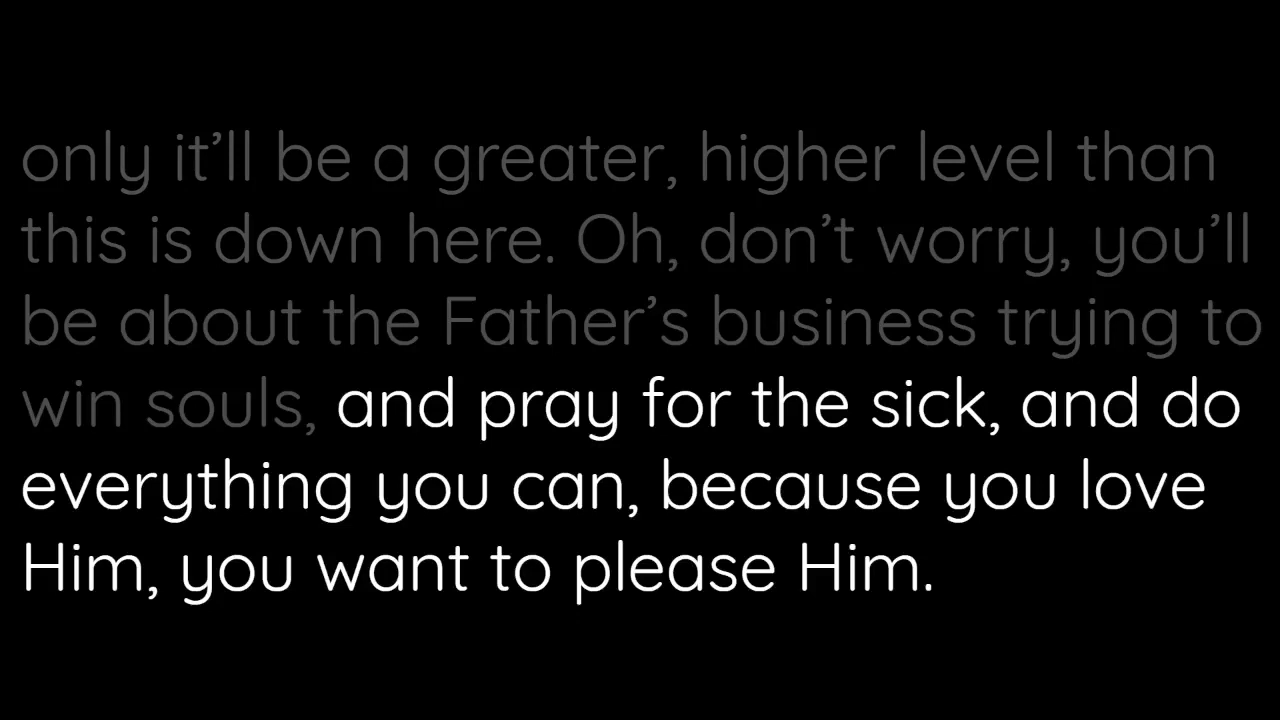 only it’ll be a greater, higher level than
this is down here. Oh, don’t worry, you’ll
be about the Father’s business trying to
win souls, and pray for the sick, and do
everything you can, because you love
Him, you want to please Him.